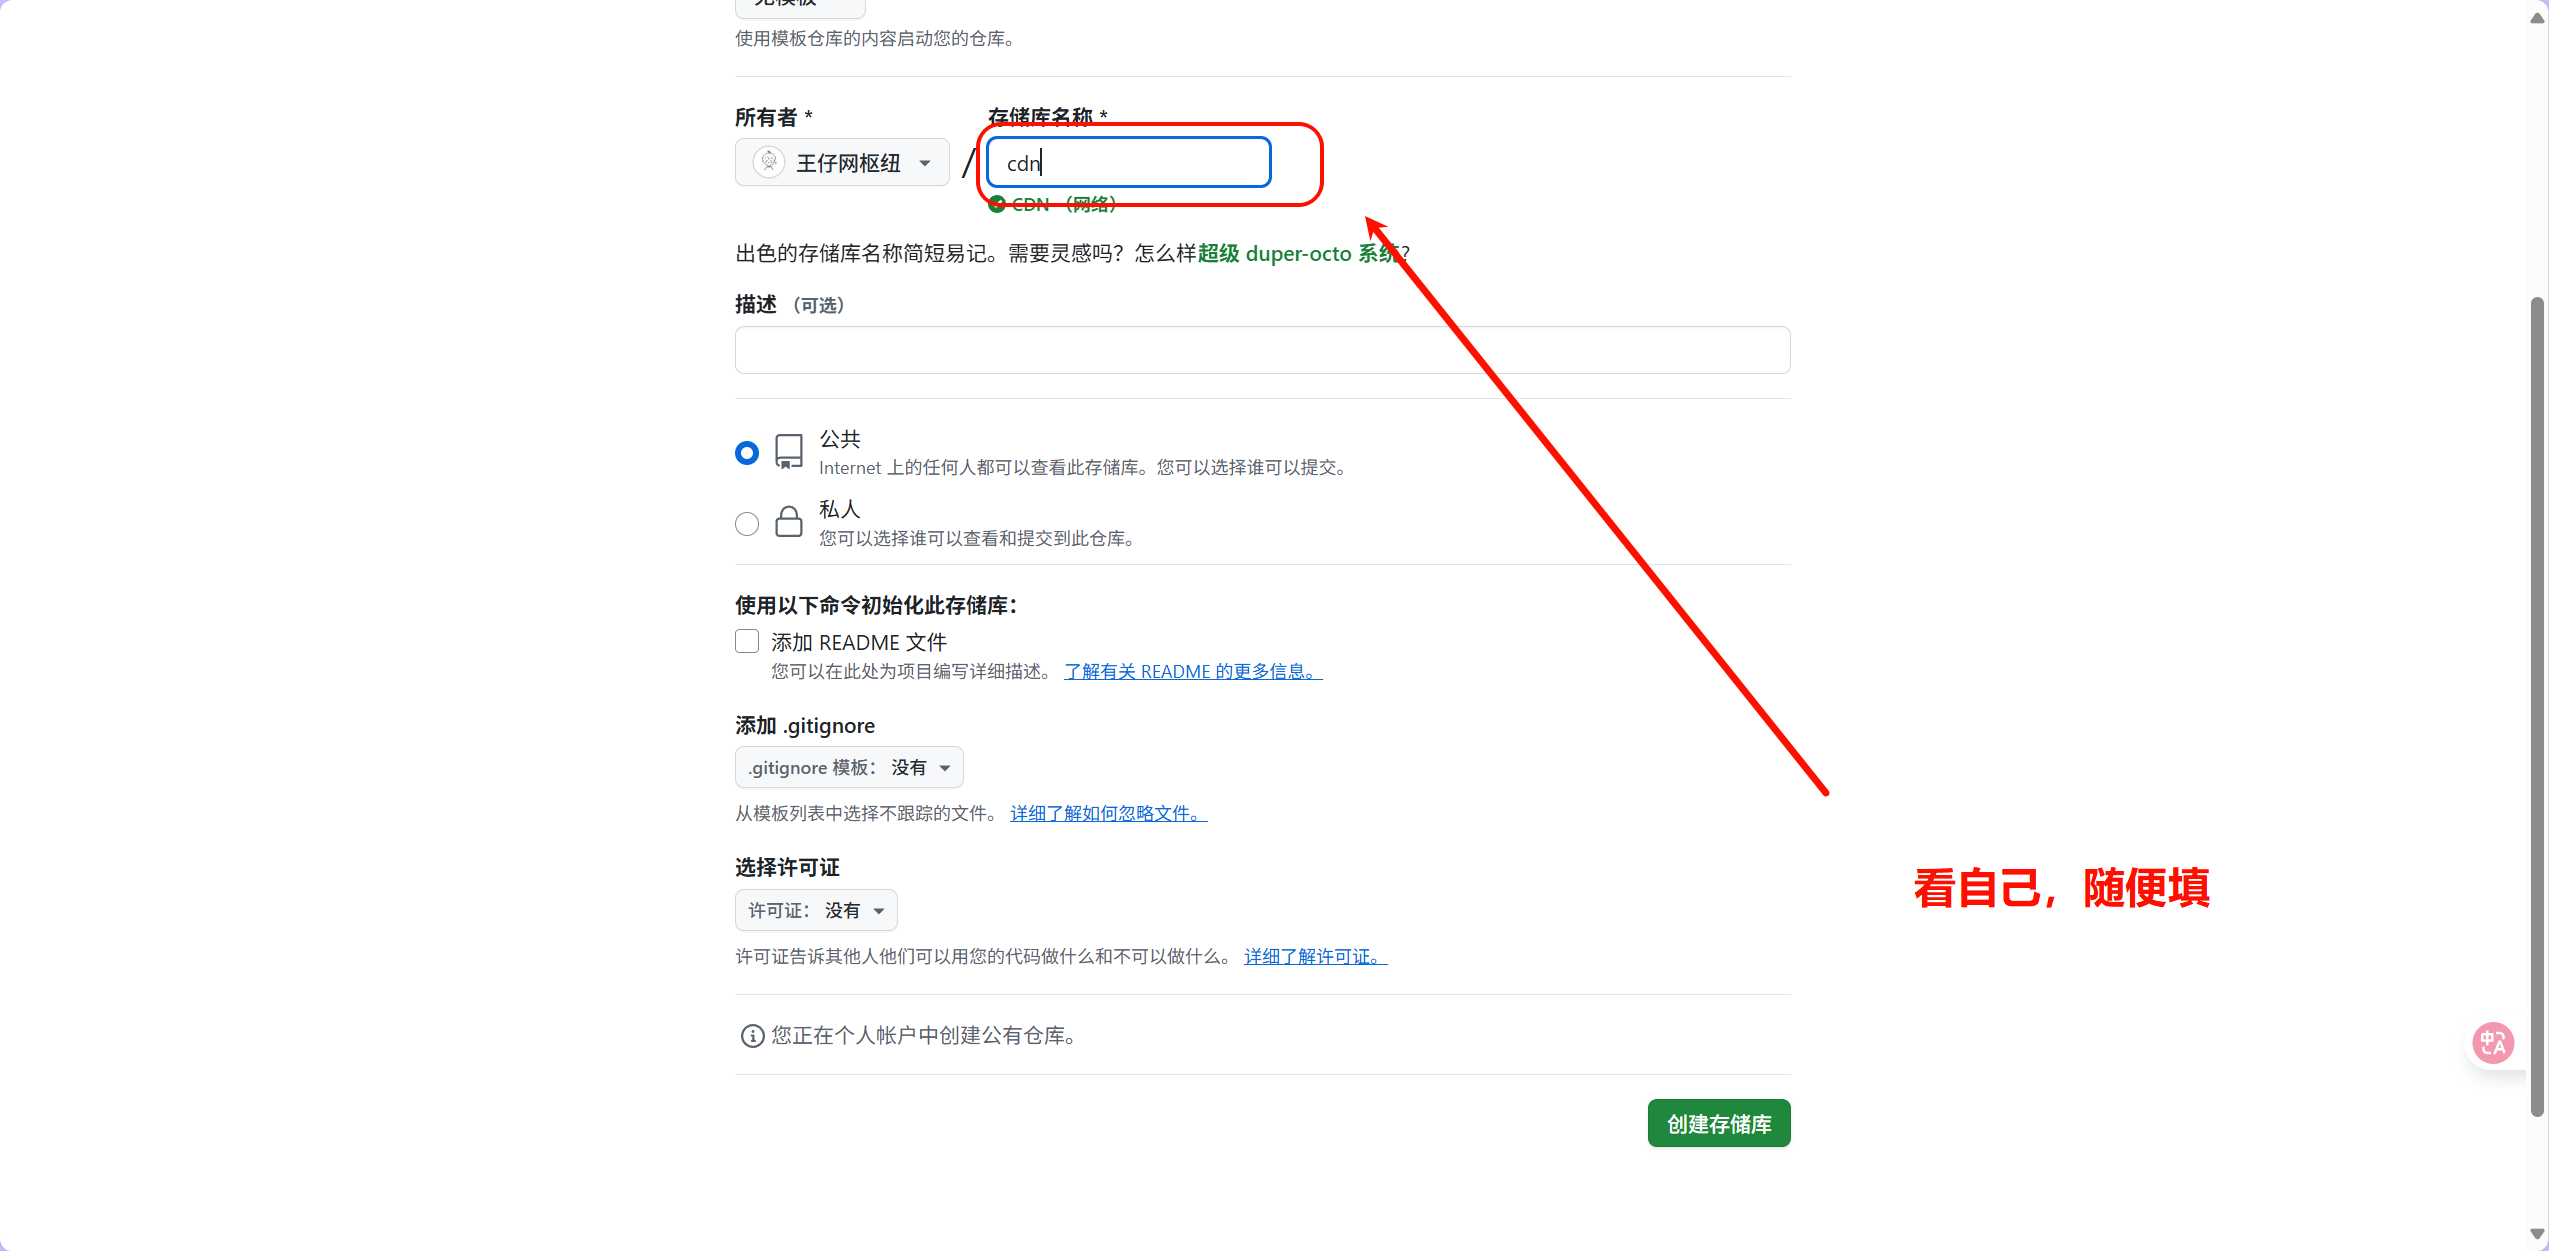 无模板
使用模板仓库的内容启动您的仓库。
所有者 *
存储库名称 *
王仔网枢纽
/
cdn
CDN （网络）
出色的存储库名称简短易记。需要灵感吗？怎么样超级 duper-octo 系统?
描述 （可选）
公共
Internet 上的任何人都可以查看此存储库。您可以选择谁可以提交。
私人
您可以选择谁可以查看和提交到此仓库。
使用以下命令初始化此存储库：
添加 README 文件
您可以在此处为项目编写详细描述。 了解有关 README 的更多信息。
添加 .gitignore
.gitignore 模板： 没有
从模板列表中选择不跟踪的文件。 详细了解如何忽略文件。
选择许可证
许可证： 没有
看自己，随便填
许可证告诉其他人他们可以用您的代码做什么和不可以做什么。 详细了解许可证。
您正在个人帐户中创建公有仓库。
中A
创建存储库